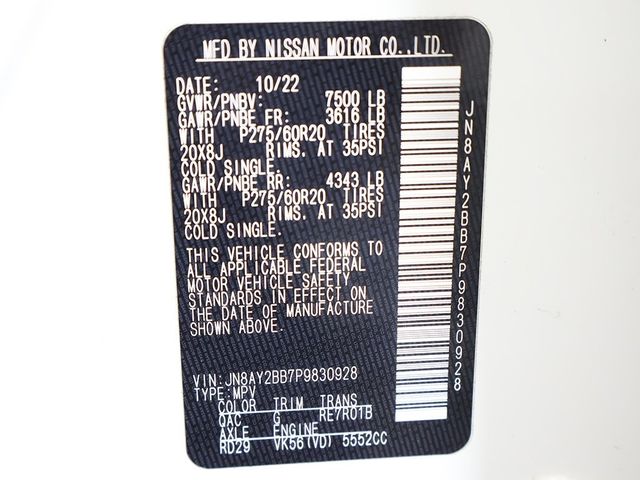 MFD BY NISSAN MOTOR CO.,LTD.
DATE: 10/22
GVWR/PNBV: 7500 LB
GAWR/PNBE FR: 3616 LB
WITH P275/60R20 TIRES
20X8J RIMS. AT 35PSI
COLD SINGLE.
GAWR/PNBE RR: 4343 LB
WITH P275/60R20 TIRES
20X8J RIMS. AT 35PSI
COLD SINGLE.
THIS VEHICLE CONFORMS TO
ALL APPLICABLE FEDERAL
MOTOR VEHICLE SAFETY
STANDARDS IN EFFECT ON
THE DATE OF MANUFACTURE
SHOWN ABOVE.
VIN: JN8AY2BB7P9830928
TYPE: MPV
COLOR TRIM TRANS
QAC G RE7R01B
AXLE ENGINE
RD29 VK56(VD) 5552CC
JN8AY2BB7P9830928